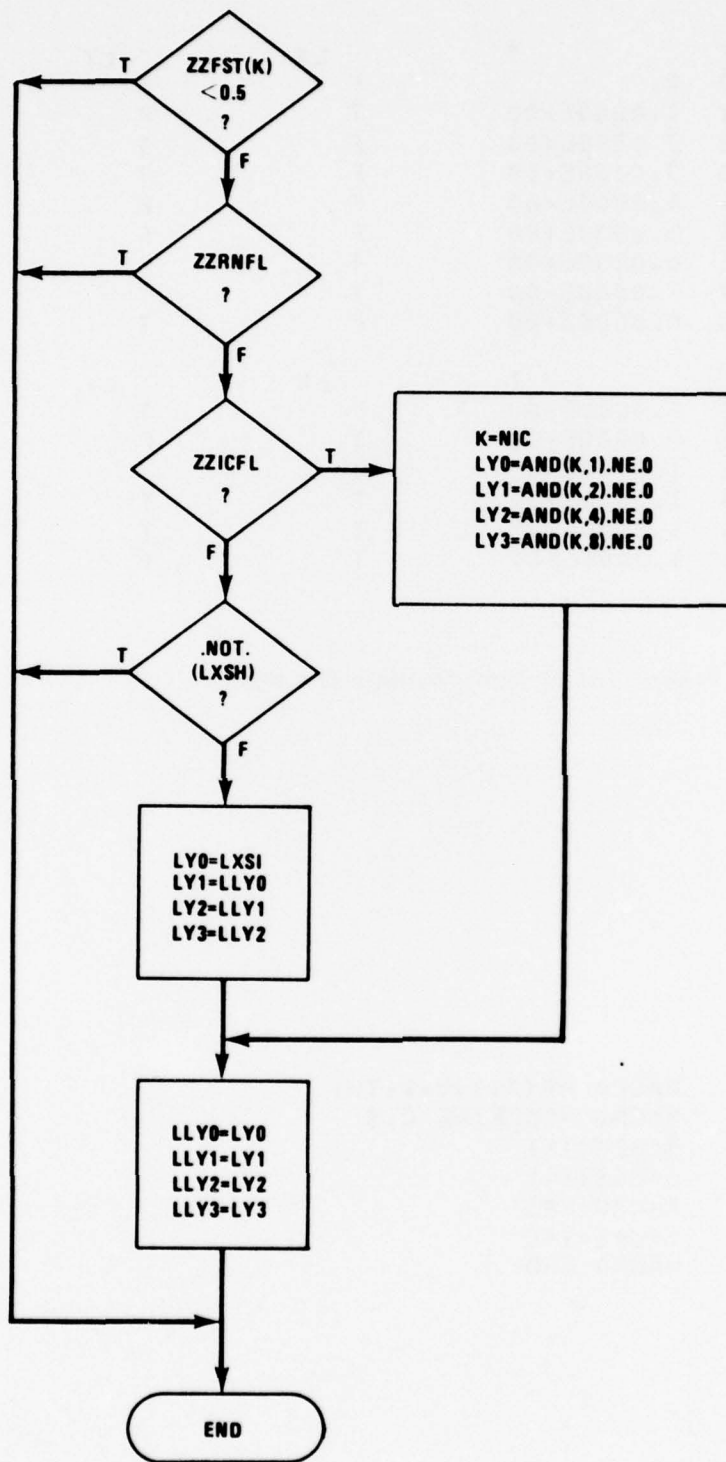 T
ZZFST(K)
<0.5
?
F
T
ZZRNFL
?
F
ZZICFL
?
T
K=NIC
LY0=AND(K,1).NE.0
LY1=AND(K,2).NE.0
LY2=AND(K,4).NE.0
LY3=AND(K,8).NE.0
F
T
.NOT.
(LXSH)
?
F
LY0=LXSI
LY1=LLY0
LY2=LLY1
LY3=LLY2
LLY0=LY0
LLY1=LY1
LLY2=LY2
LLY3=LY3
END